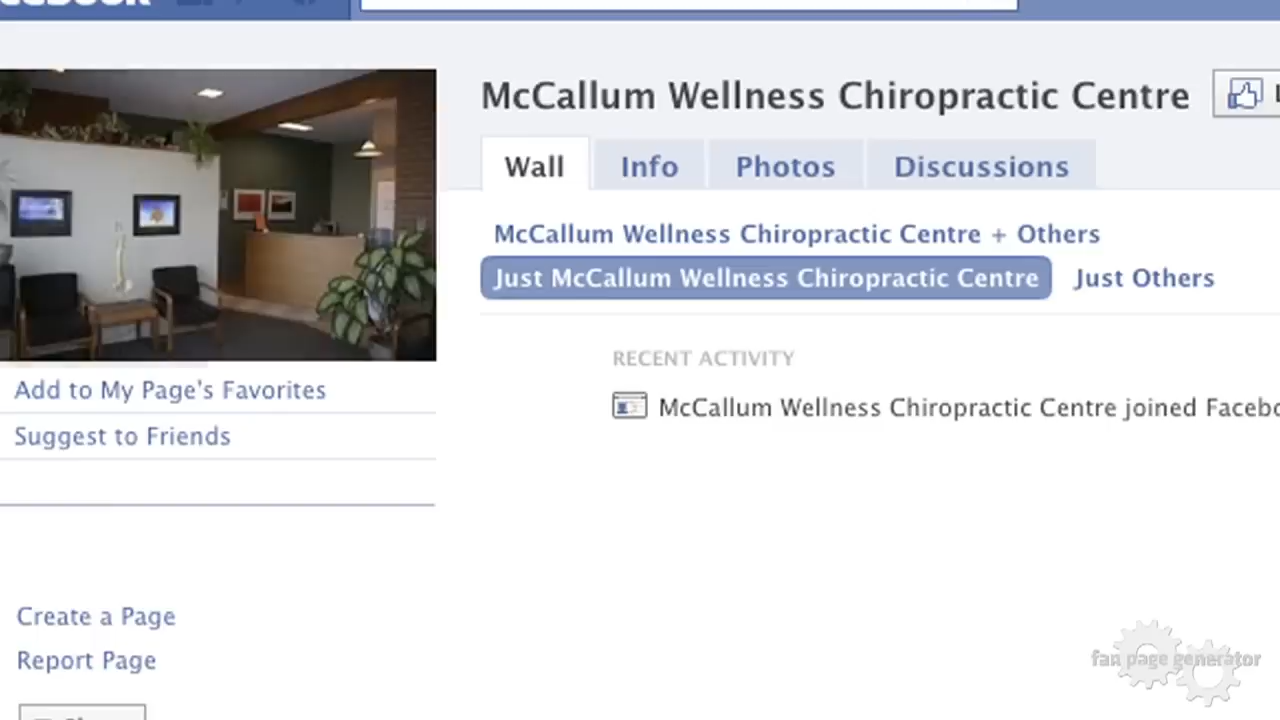 McCallum Wellness Chiropractic Centre
Wall Info Photos Discussions
McCallum Wellness Chiropractic Centre + Others
Just McCallum Wellness Chiropractic Centre Just Others
RECENT ACTIVITY
McCallum Wellness Chiropractic Centre joined Facebo
Add to My Page's Favorites
Suggest to Friends
Create a Page
Report Page
fan page generator